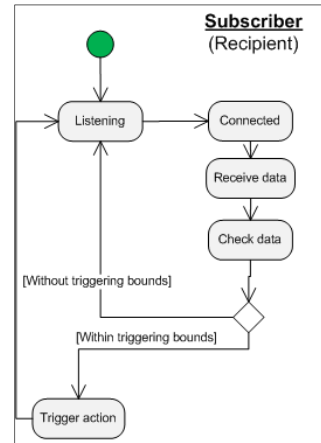 Subscriber
(Recipient)
Listening
Connected
Receive data
Check data
[Without triggering bounds]
[Within triggering bounds]
Trigger action